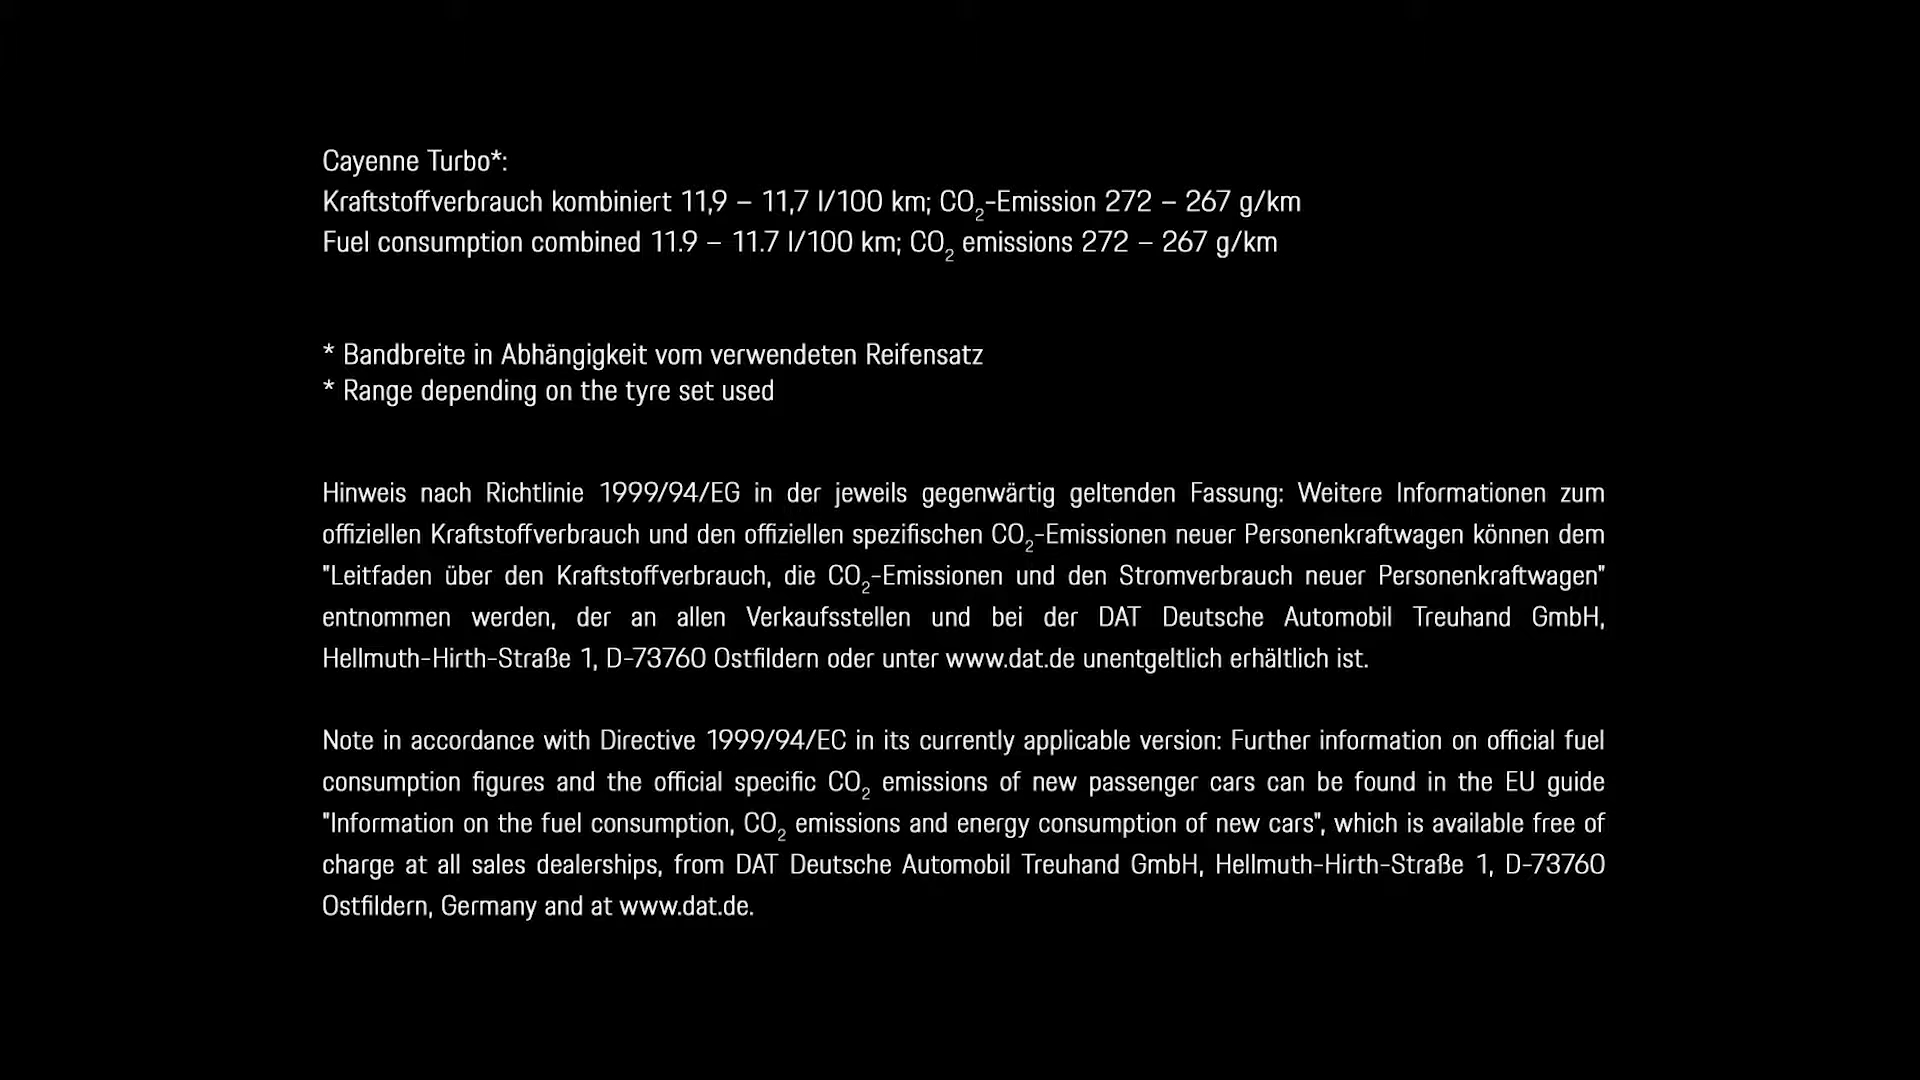 Cayenne Turbo*:
Kraftstoffverbrauch kombiniert 11,9 – 11,7 l/100 km; CO₂-Emission 272 – 267 g/km
Fuel consumption combined 11.9 – 11.7 l/100 km; CO₂ emissions 272 – 267 g/km
* Bandbreite in Abhängigkeit vom verwendeten Reifensatz
* Range depending on the tyre set used
Hinweis nach Richtlinie 1999/94/EG in der jeweils gegenwärtig geltenden Fassung: Weitere Informationen zum
offiziellen Kraftstoffverbrauch und den offiziellen spezifischen CO₂-Emissionen neuer Personenkraftwagen können dem
"Leitfaden über den Kraftstoffverbrauch, die CO₂-Emissionen und den Stromverbrauch neuer Personenkraftwagen"
entnommen werden, der an allen Verkaufsstellen und bei der DAT Deutsche Automobil Treuhand GmbH,
Hellmuth-Hirth-Straße 1, D-73760 Ostfildern oder unter www.dat.de unentgeltlich erhältlich ist.
Note in accordance with Directive 1999/94/EC in its currently applicable version: Further information on official fuel
consumption figures and the official specific CO₂ emissions of new passenger cars can be found in the EU guide
"Information on the fuel consumption, CO₂ emissions and energy consumption of new cars", which is available free of
charge at all sales dealerships, from DAT Deutsche Automobil Treuhand GmbH, Hellmuth-Hirth-Straße 1, D-73760
Ostfildern, Germany and at www.dat.de.